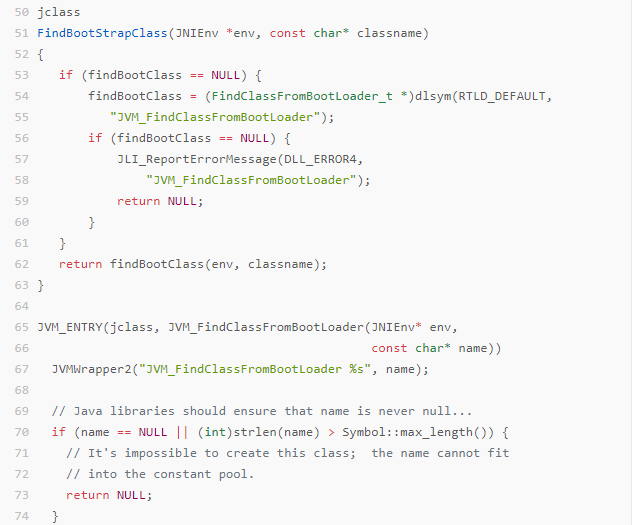 50 jclass
51 FindBootStrapClass(JNIEnv *env, const char* classname)
52 {
53    if (findBootClass == NULL) {
54        findBootClass = (FindClassFromBootLoader_t *)dlsym(RTLD_DEFAULT,
55           "JVM_FindClassFromBootLoader");
56        if (findBootClass == NULL) {
57            JLI_ReportErrorMessage(DLL_ERROR4,
58                "JVM_FindClassFromBootLoader");
59            return NULL;
60        }
61    }
62    return findBootClass(env, classname);
63 }
64
65 JVM_ENTRY(jclass, JVM_FindClassFromBootLoader(JNIEnv* env,
66                                               const char* name))
67   JVMWrapper2("JVM_FindClassFromBootLoader %s", name);
68
69   // Java libraries should ensure that name is never null...
70   if (name == NULL || (int)strlen(name) > Symbol::max_length()) {
71     // It's impossible to create this class;  the name cannot fit
72     // into the constant pool.
73     return NULL;
74   }